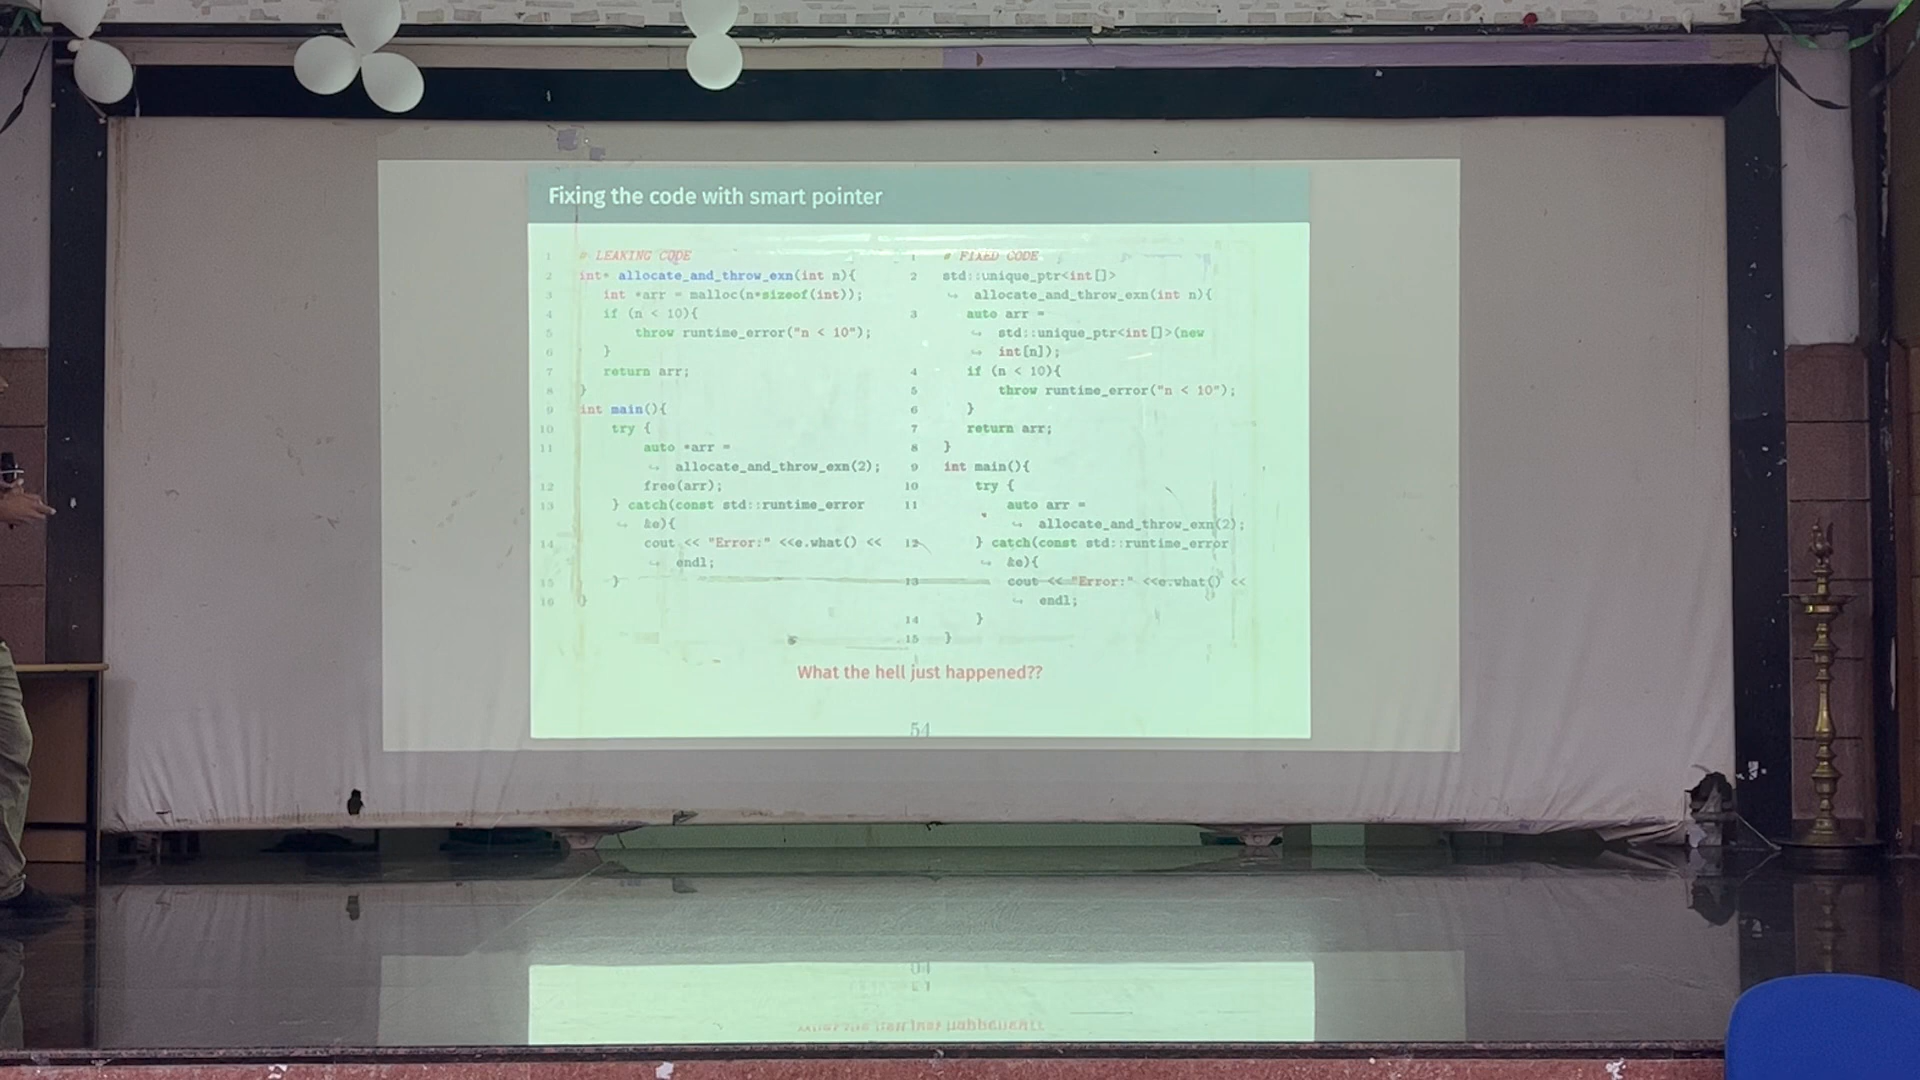 Fixing the code with smart pointer
1 # LEAKING CODE
2 int* allocate_and_throw_exn(int n){
3 int *arr = malloc(n*sizeof(int));
4 if (n < 10){
5 throw runtime_error("n < 10");
6 }
7 return arr;
8 }
9 int main(){
10 try {
11 auto *arr =
↪ allocate_and_throw_exn(2);
12 free(arr);
13 } catch(const std::runtime_error
↪ &e){
14 cout << "Error:" <<e.what() <<
↪ endl;
15 }
16 }
1 # FIXED CODE
2 std::unique_ptr<int[]>
↪ allocate_and_throw_exn(int n){
3 auto arr =
↪ std::unique_ptr<int[]>(new
↪ int[n]);
4 if (n < 10){
5 throw runtime_error("n < 10");
6 }
7 return arr;
8 }
9 int main(){
10 try {
11 auto arr =
↪ allocate_and_throw_exn(2);
12 } catch(const std::runtime_error
↪ &e){
13 cout << "Error:" <<e.what() <<
↪ endl;
14 }
15 }
What the hell just happened??
54